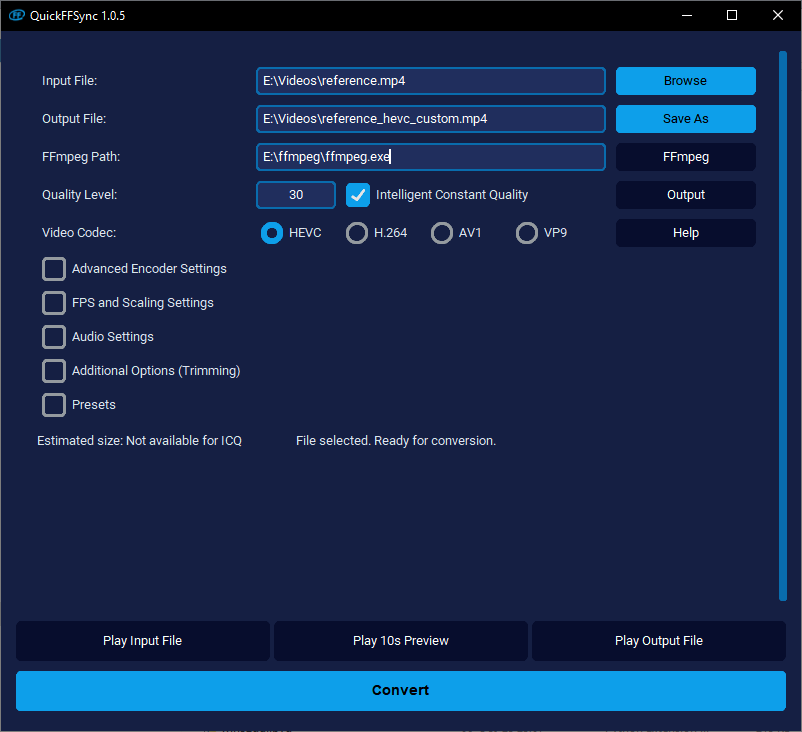 QuickFFSync 1.0.5
Input File: E:\Videos\reference.mp4 Browse
Output File: E:\Videos\reference_hevc_custom.mp4 Save As
FFmpeg Path: E:\ffmpeg\ffmpeg.exe FFmpeg
Quality Level: 30 Intelligent Constant Quality Output
Video Codec: HEVC H.264 AV1 VP9 Help
Advanced Encoder Settings
FPS and Scaling Settings
Audio Settings
Additional Options (Trimming)
Presets
Estimated size: Not available for ICQ File selected. Ready for conversion.
Play Input File Play 10s Preview Play Output File
Convert